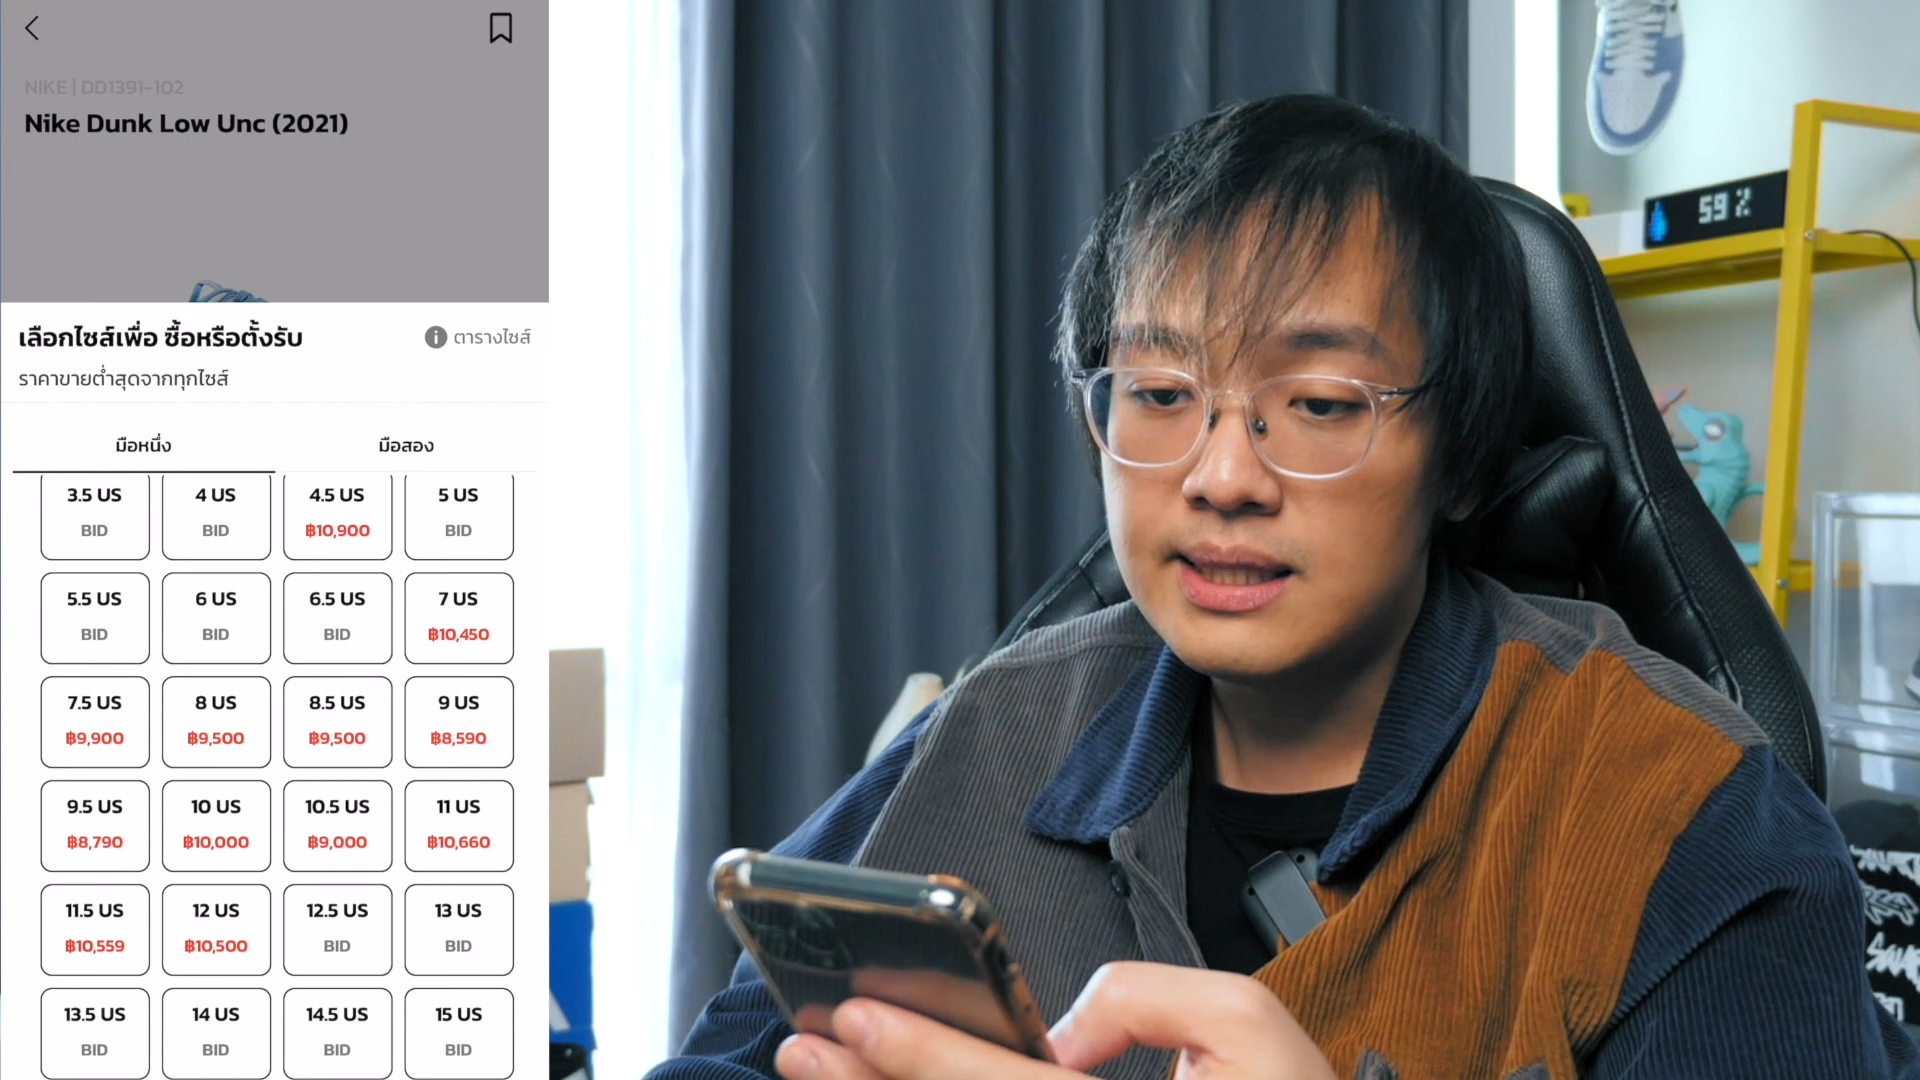 NIKE | DD1391-102
Nike Dunk Low Unc (2021)
เลือกไซส์เพื่อ ซื้อหรือตั้งรับ
ตารางไซส์
ราคาขายต่ำสุดจากทุกไซส์
มือหนึ่ง
มือสอง
3.5 US
BID
4 US
BID
4.5 US
฿10,900
5 US
BID
5.5 US
BID
6 US
BID
6.5 US
BID
7 US
฿10,450
7.5 US
฿9,900
8 US
฿9,500
8.5 US
฿9,500
9 US
฿8,590
9.5 US
฿8,790
10 US
฿10,000
10.5 US
฿9,000
11 US
฿10,660
11.5 US
฿10,559
12 US
฿10,500
12.5 US
BID
13 US
BID
13.5 US
BID
14 US
BID
14.5 US
BID
15 US
BID
59 %